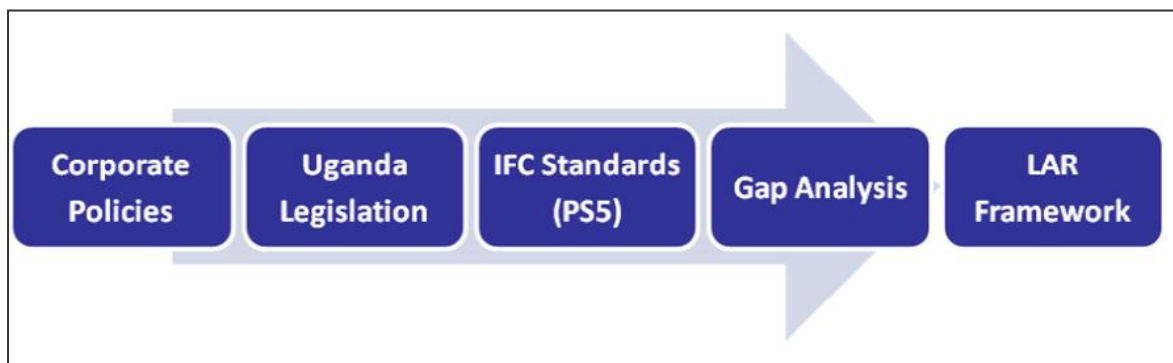 Corporate
Policies
Uganda
Legislation
IFC Standards
(PS5)
Gap Analysis
LAR
Framework